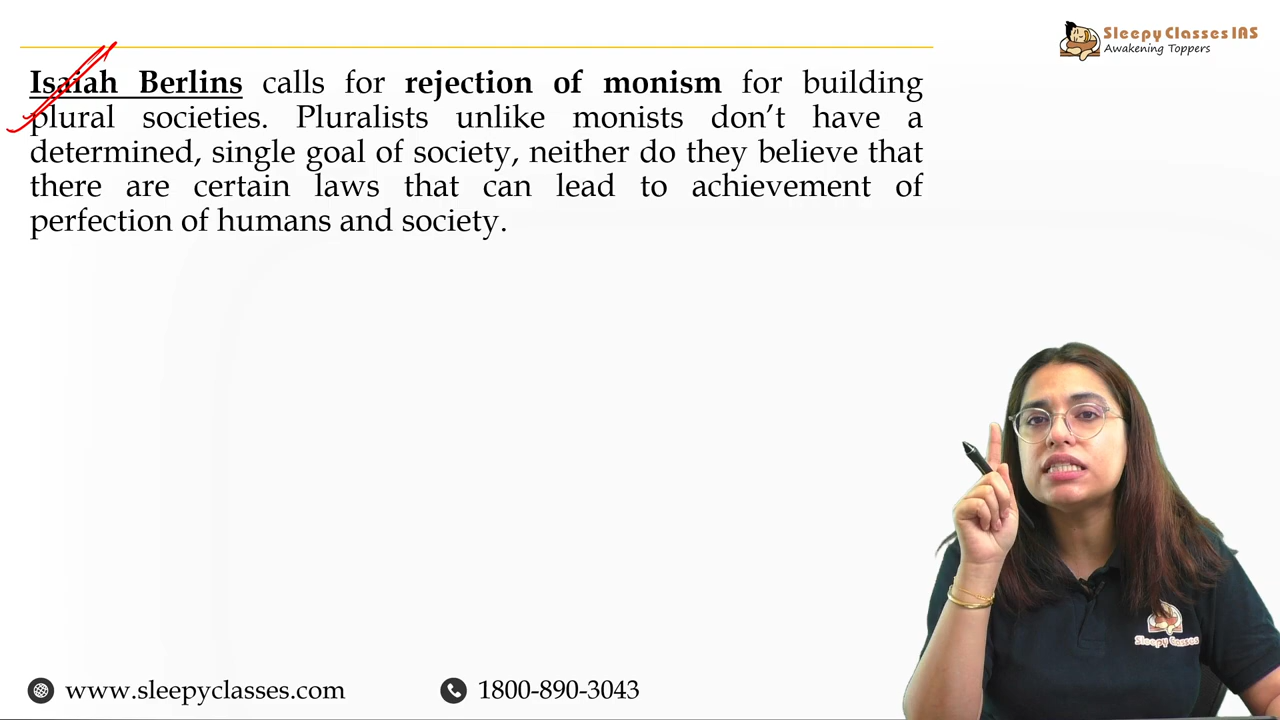 Sleepy Classes IAS
Awakening Toppers
Isaiah Berlins calls for rejection of monism for building
plural societies. Pluralists unlike monists don’t have a
determined, single goal of society, neither do they believe that
there are certain laws that can lead to achievement of
perfection of humans and society.
Sleepy Classes
www.sleepyclasses.com
1800-890-3043